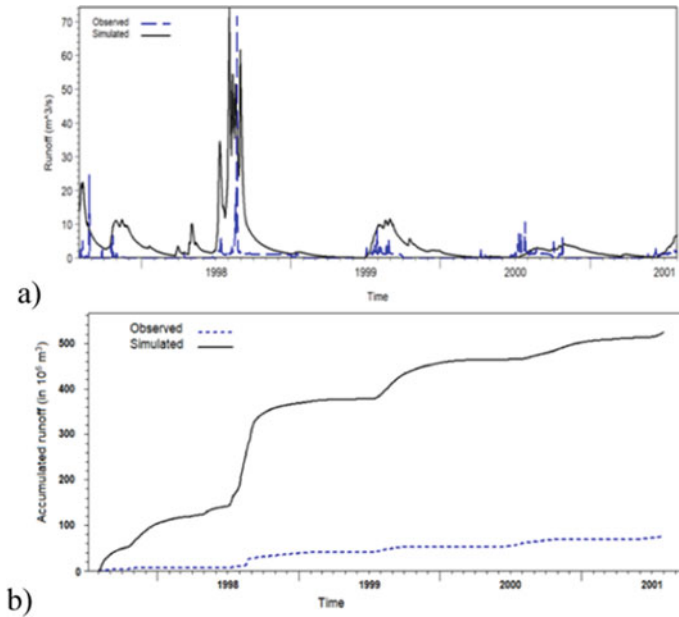 70
60
50
40
30
20
10
0
Runoff (m^3/s)
Observed
Simulated
1998
1999
2000
2001
Time
a)
500
400
300
200
100
0
Accumulated runoff (in 10⁶ m³)
Observed
Simulated
1998
1999
2000
2001
Time
b)